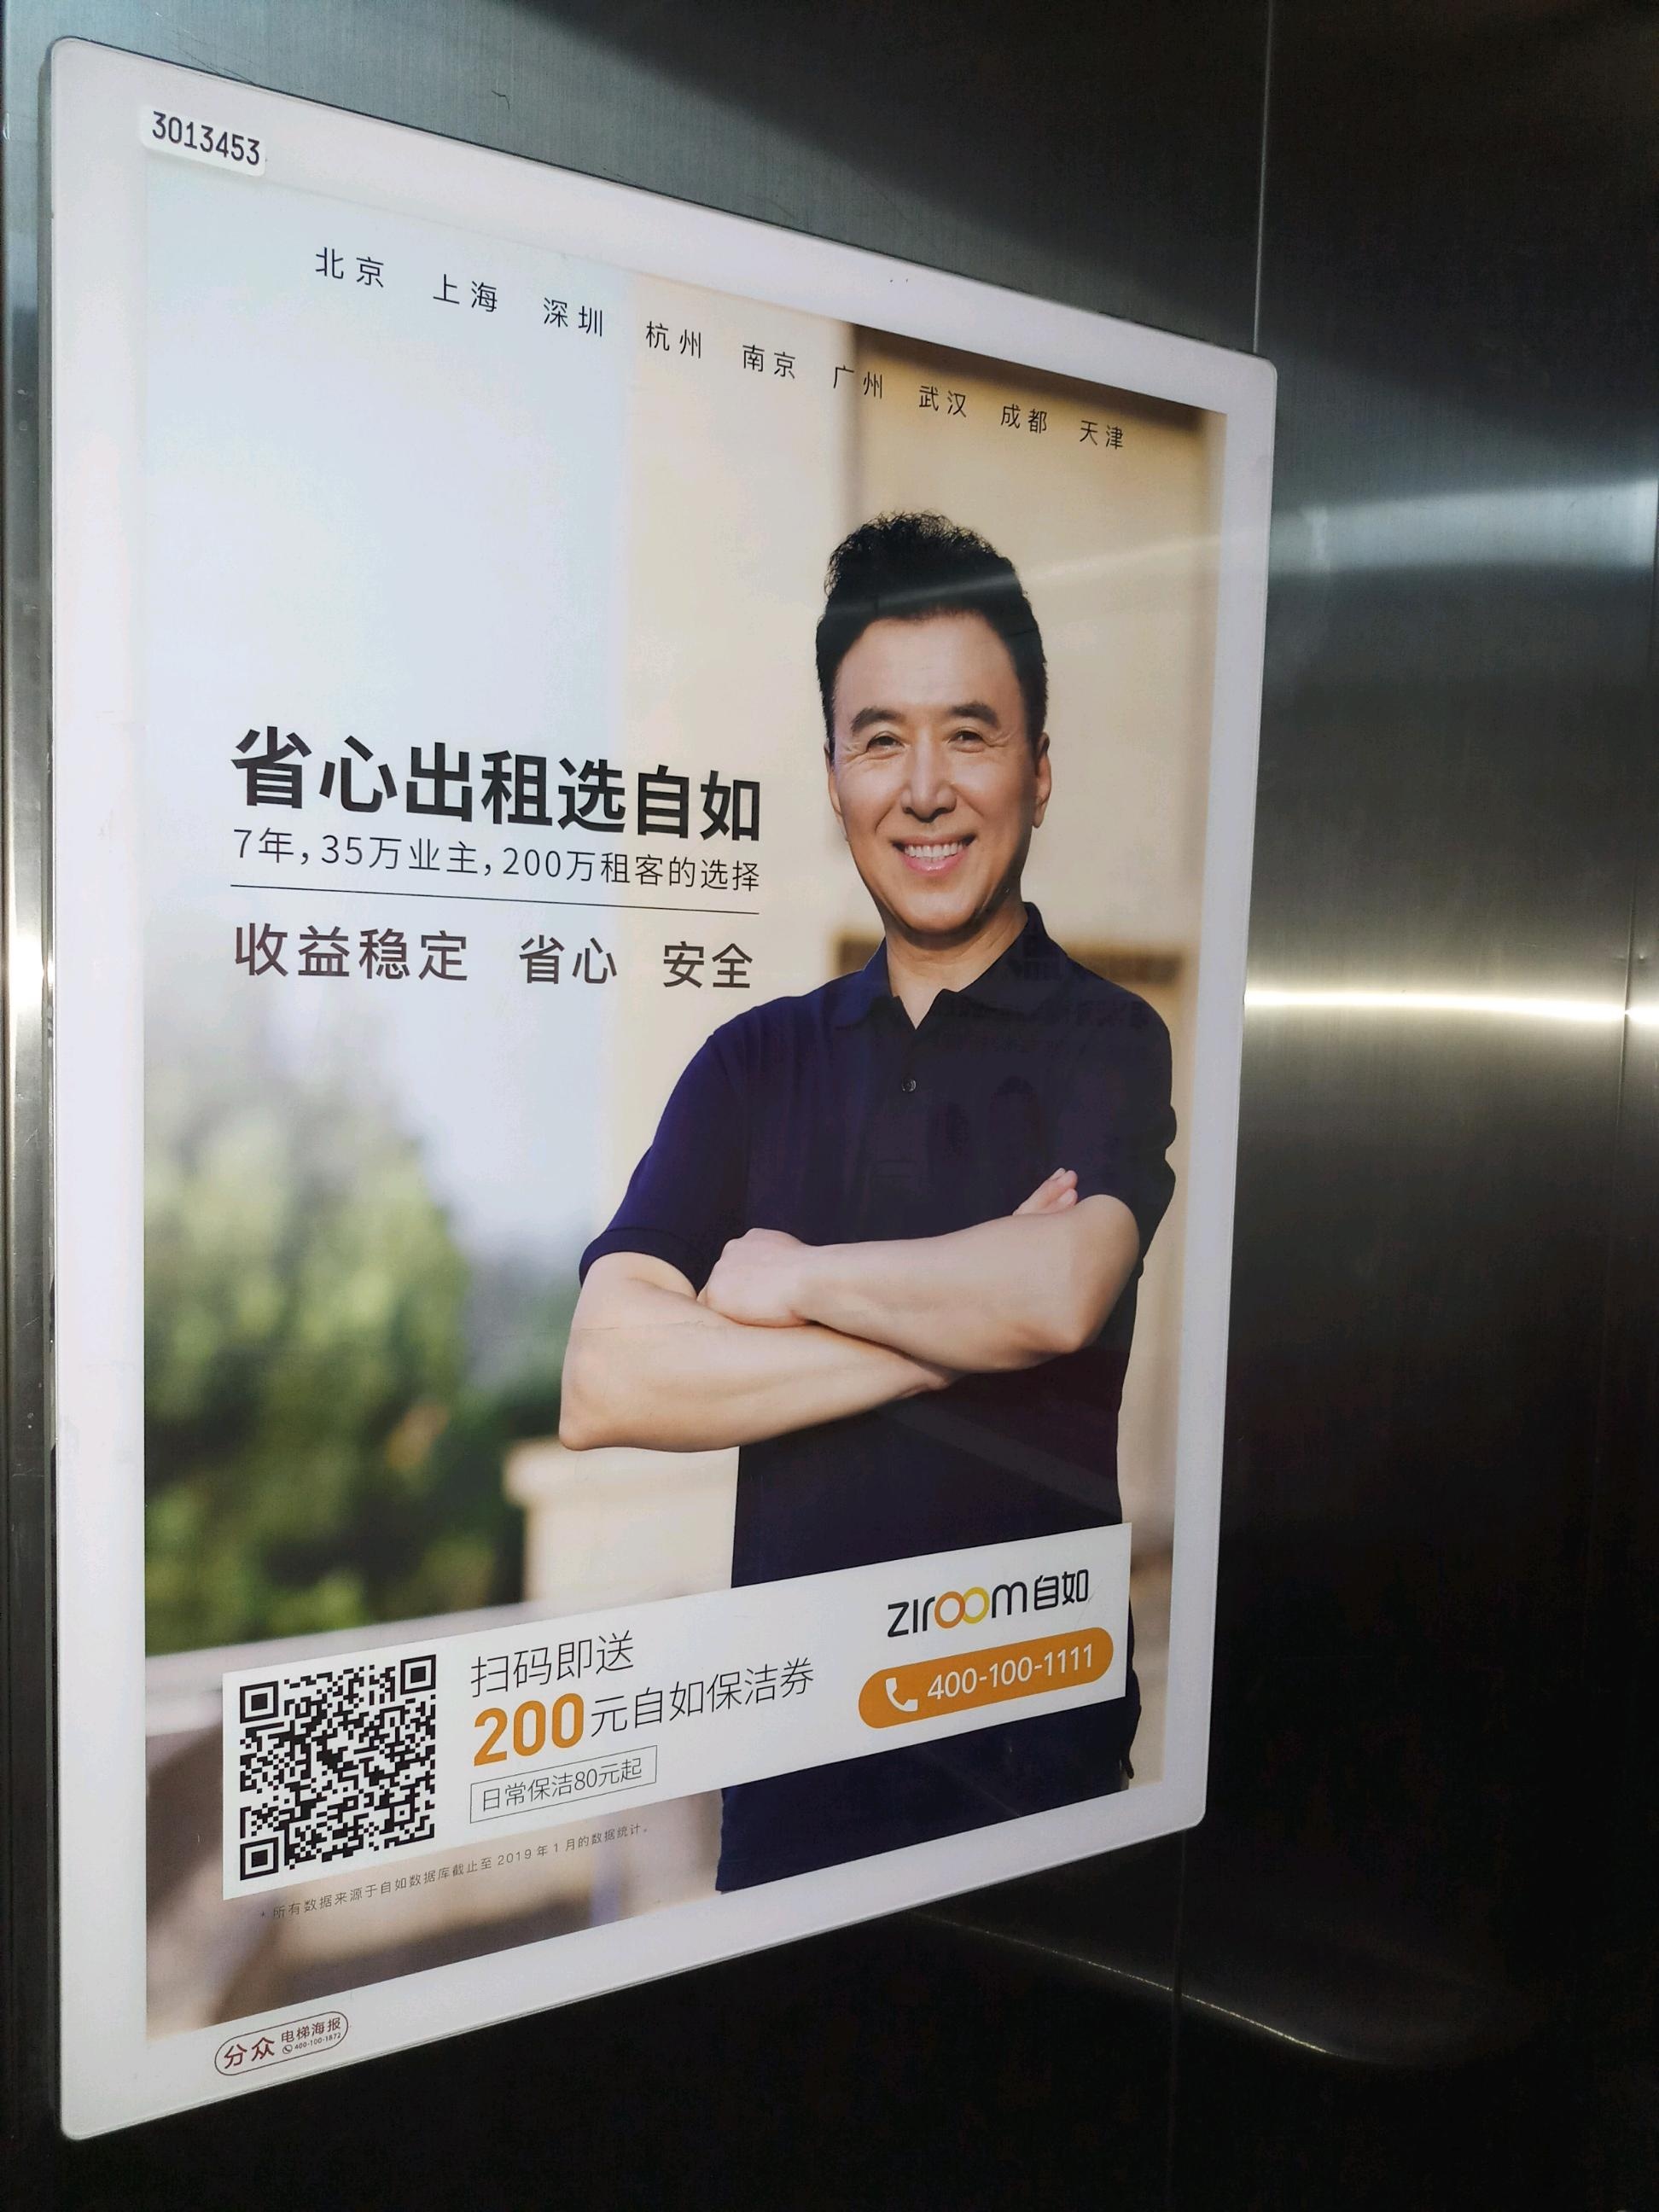 3013453
北京 上海 深圳 杭州 南京 广州 武汉 成都 天津
省心出租选自如
7年，35万业主，200万租客的选择
收益稳定 省心 安全
ziroom自如
400-100-1111
扫码即送
200元自如保洁券
日常保洁80元起
* 所有数据来源于自如数据库截止至 2019 年 1 月的数据统计。
分众 电梯海报
400-100-1872